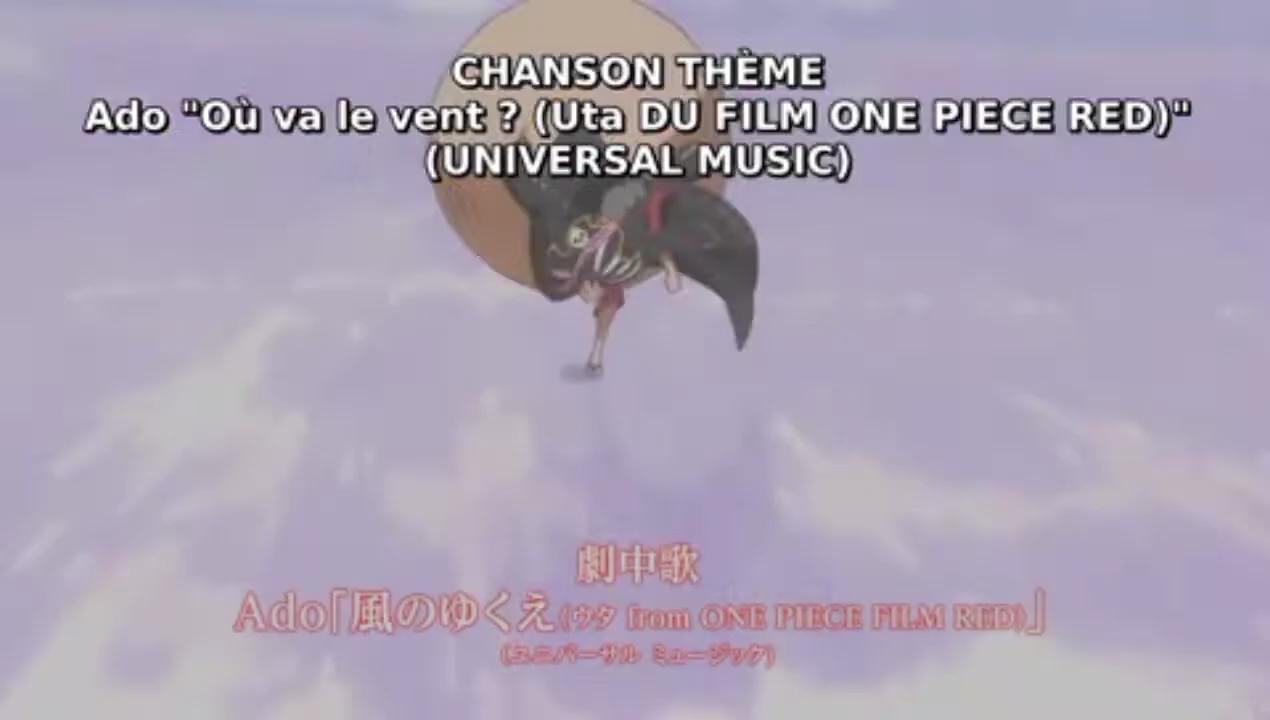 CHANSON THÈME
Ado "Où va le vent ? (Uta DU FILM ONE PIECE RED)"
(UNIVERSAL MUSIC)
劇中歌
Ado「風のゆくえ(ウタ from ONE PIECE FILM RED)」
(ユニバーサル ミュージック)